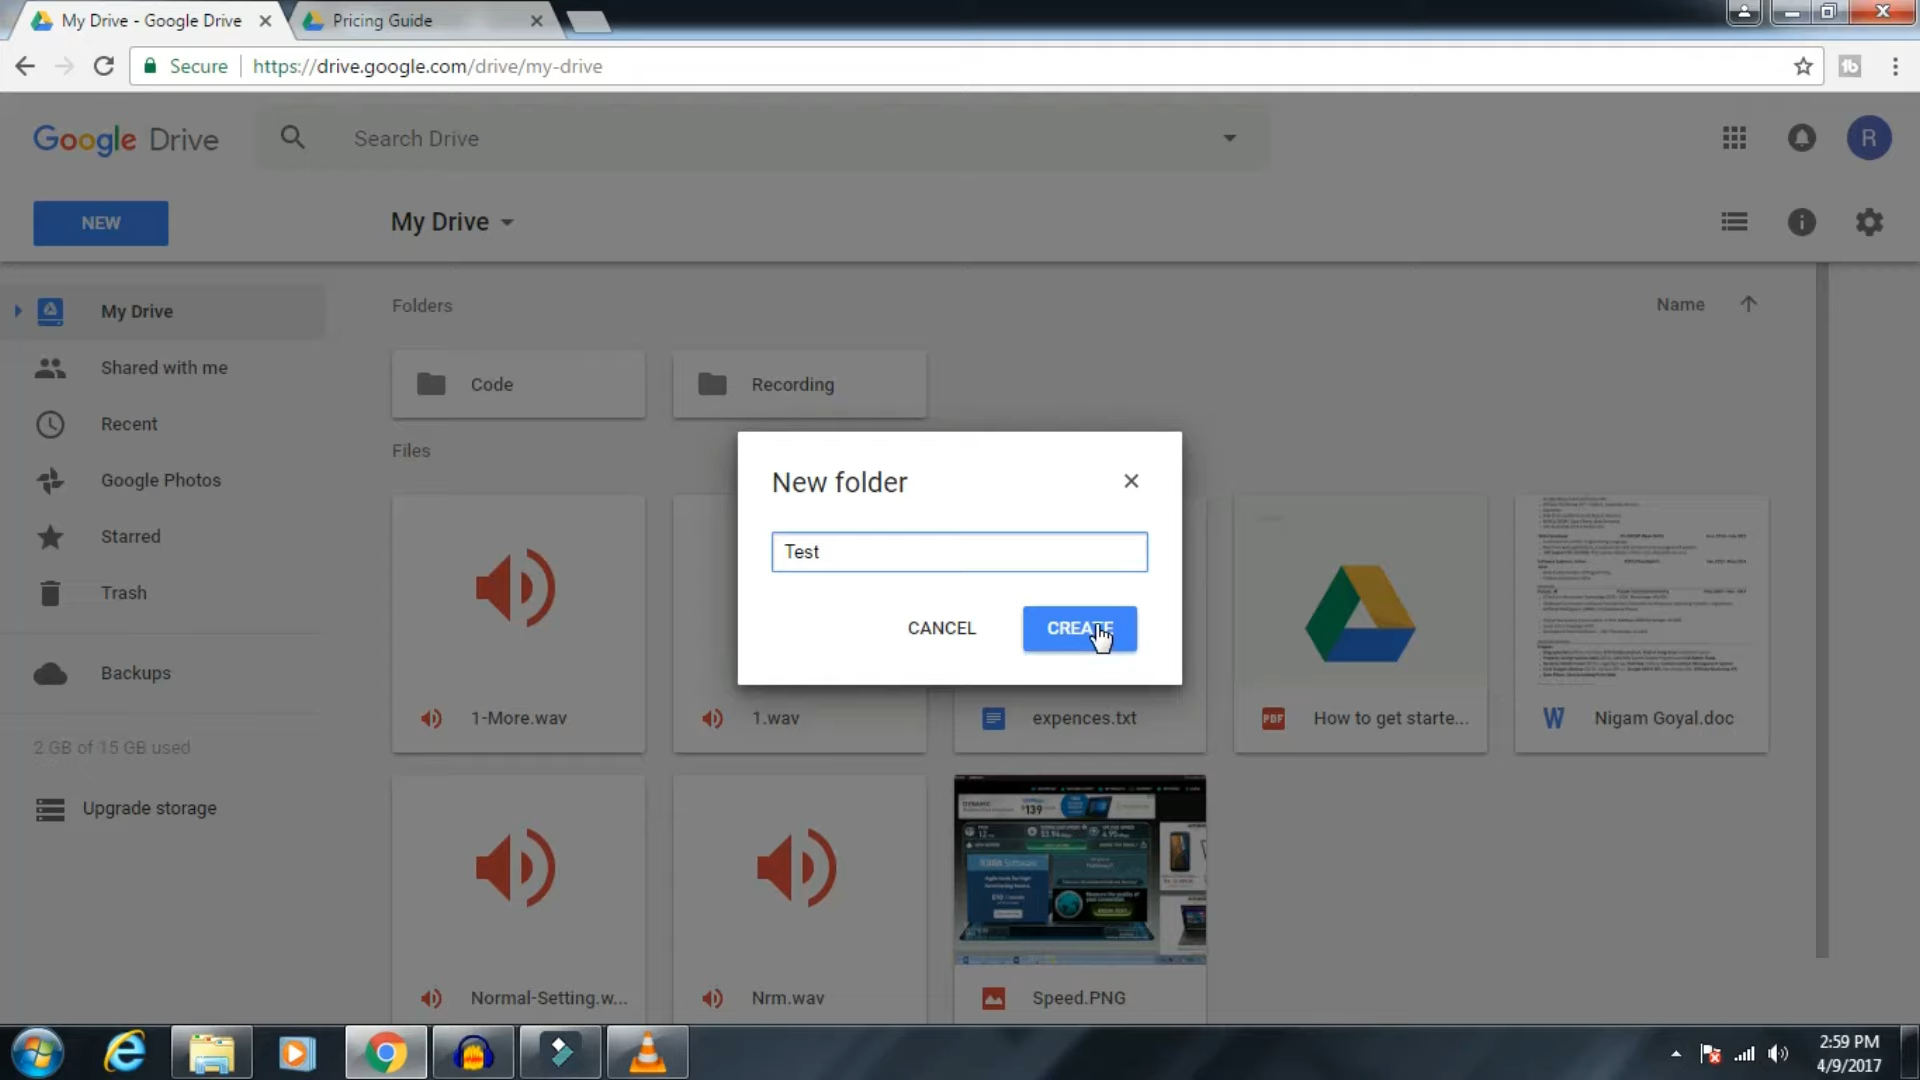 My Drive - Google Drive
Pricing Guide
Secure
https://drive.google.com/drive/my-drive
Google Drive
Search Drive
R
NEW
My Drive
My Drive
Folders
Name
Shared with me
Code
Recording
Recent
Files
Google Photos
New folder
Starred
Test
Trash
CANCEL
CREATE
Backups
1-More.wav
1.wav
expences.txt
PDF
How to get starte...
W
Nigam Goyal.doc
2 GB of 15 GB used
Upgrade storage
$139
Normal-Setting.w...
Nrm.wav
Speed.PNG
2:59 PM
4/9/2017